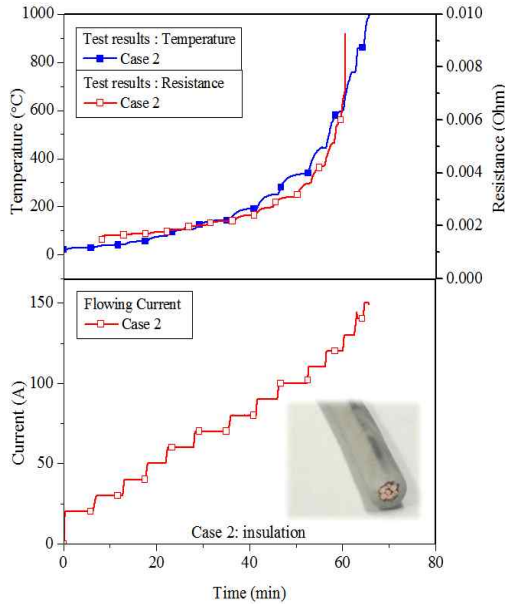 1000
800
600
400
200
0
Temperature (°C)
Test results : Temperature
Case 2
Test results : Resistance
Case 2
0.010
0.008
0.006
0.004
0.002
0.000
Resistance (Ohm)
150
100
50
0
Current (A)
Flowing Current
Case 2
Case 2: insulation
0 20 40 60 80
Time (min)